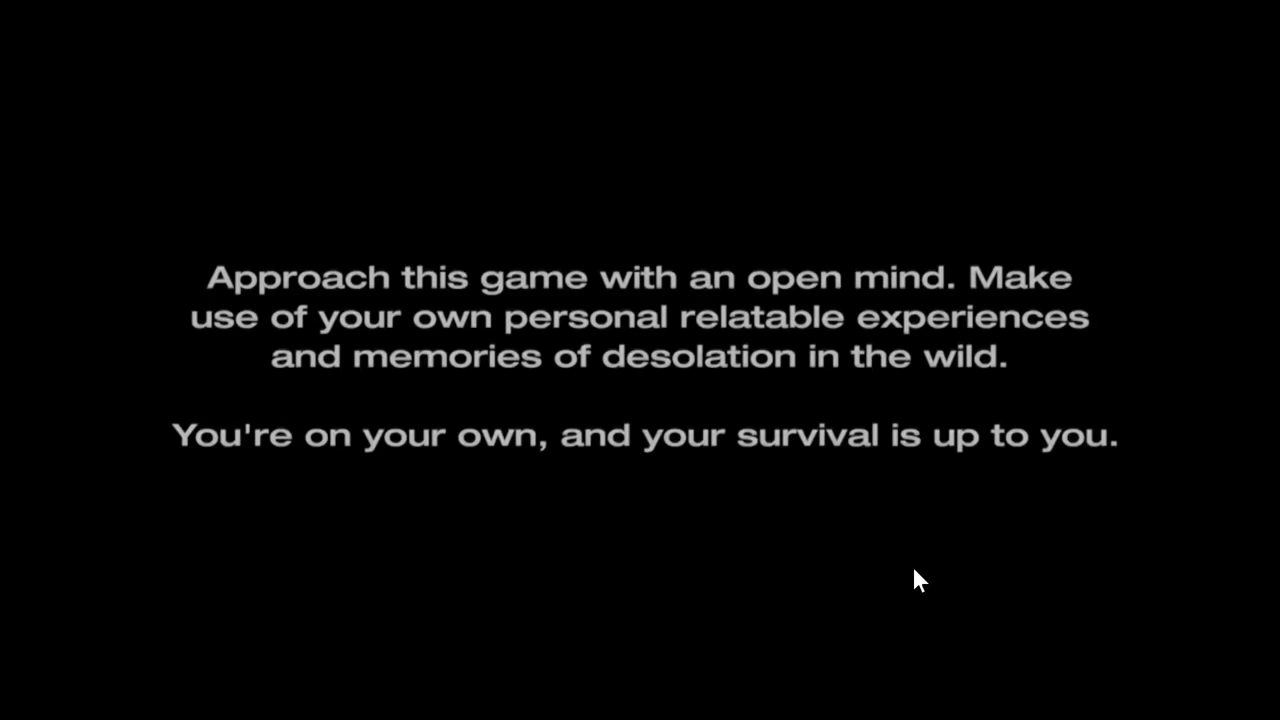 Approach this game with an open mind. Make
use of your own personal relatable experiences
and memories of desolation in the wild.
You're on your own, and your survival is up to you.